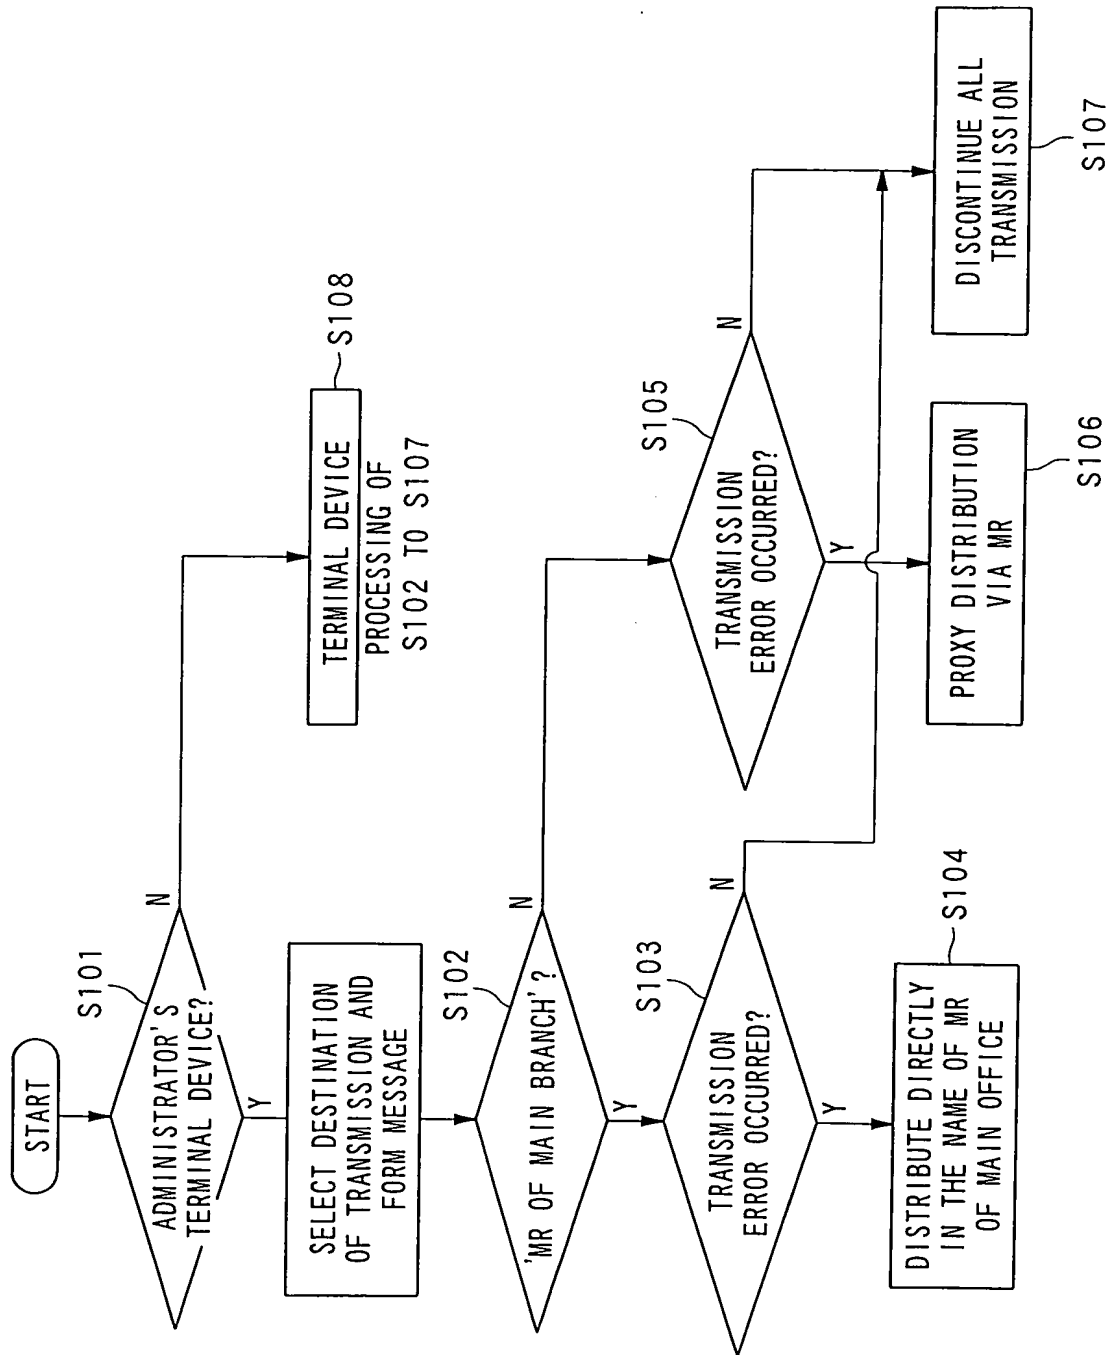 START
S101
ADMINISTRATOR'S
TERMINAL DEVICE?
N
Y
TERMINAL DEVICE
PROCESSING OF
S102 TO S107
S108
SELECT DESTINATION
OF TRANSMISSION AND
FORM MESSAGE
S102
'MR OF MAIN BRANCH'?
N
Y
S103
TRANSMISSION
ERROR OCCURRED?
N
Y
S105
TRANSMISSION
ERROR OCCURRED?
N
Y
DISTRIBUTE DIRECTLY
IN THE NAME OF MR
OF MAIN OFFICE
S104
PROXY DISTRIBUTION
VIA MR
S106
DISCONTINUE ALL
TRANSMISSION
S107